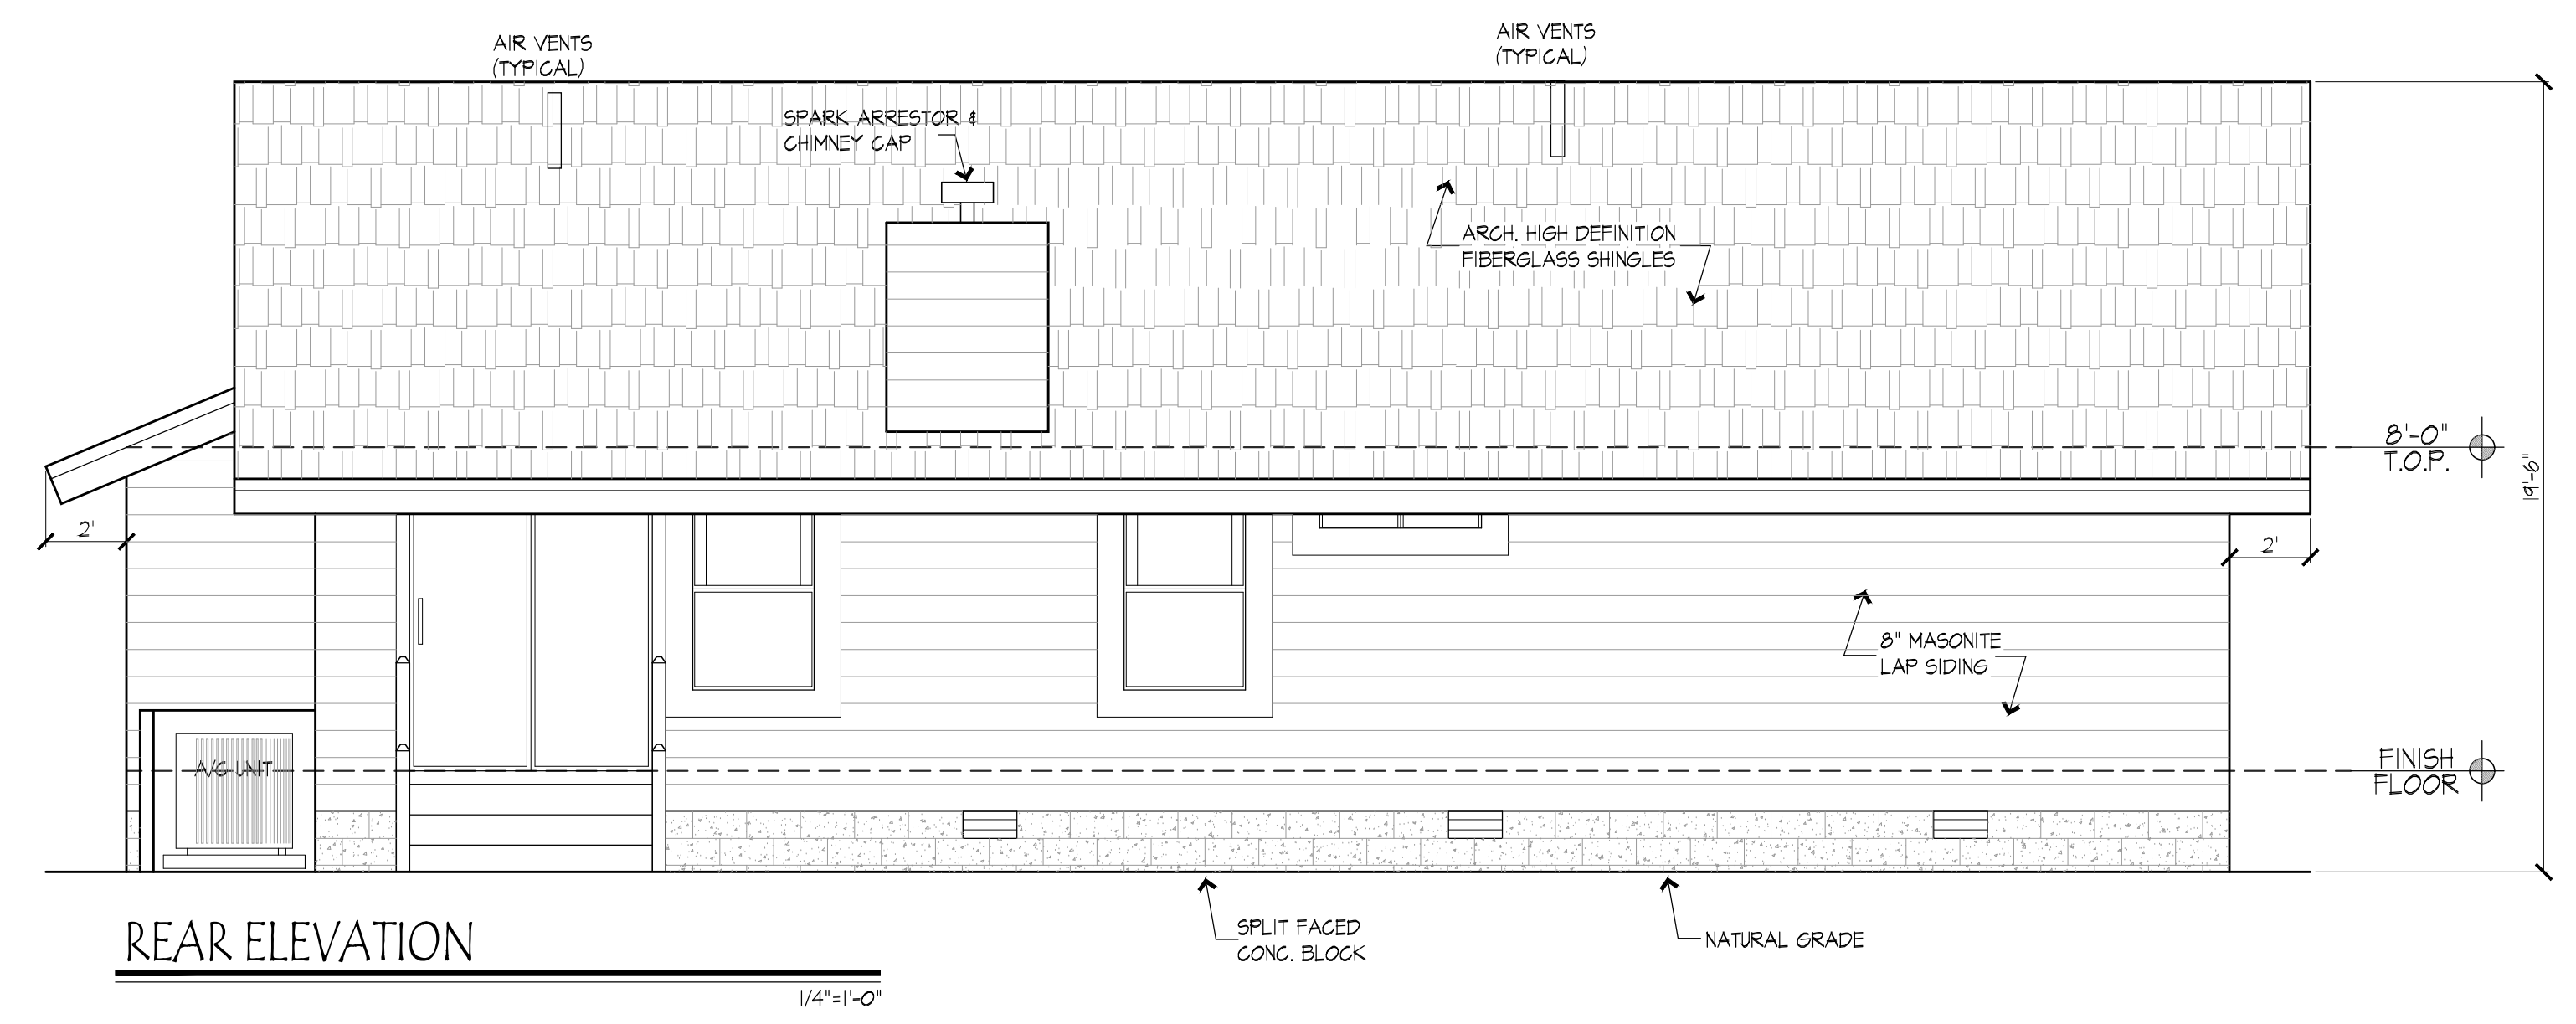 AIR VENTS
(TYPICAL)
AIR VENTS
(TYPICAL)
SPARK ARRESTOR &
CHIMNEY CAP
ARCH. HIGH DEFINITION
FIBERGLASS SHINGLES
8'-0"
T.O.P.
19'-6"
2'
2'
8" MASONITE
LAP SIDING
A/C UNIT
FINISH
FLOOR
SPLIT FACED
CONC. BLOCK
NATURAL GRADE
REAR ELEVATION
1/4"=1'-0"